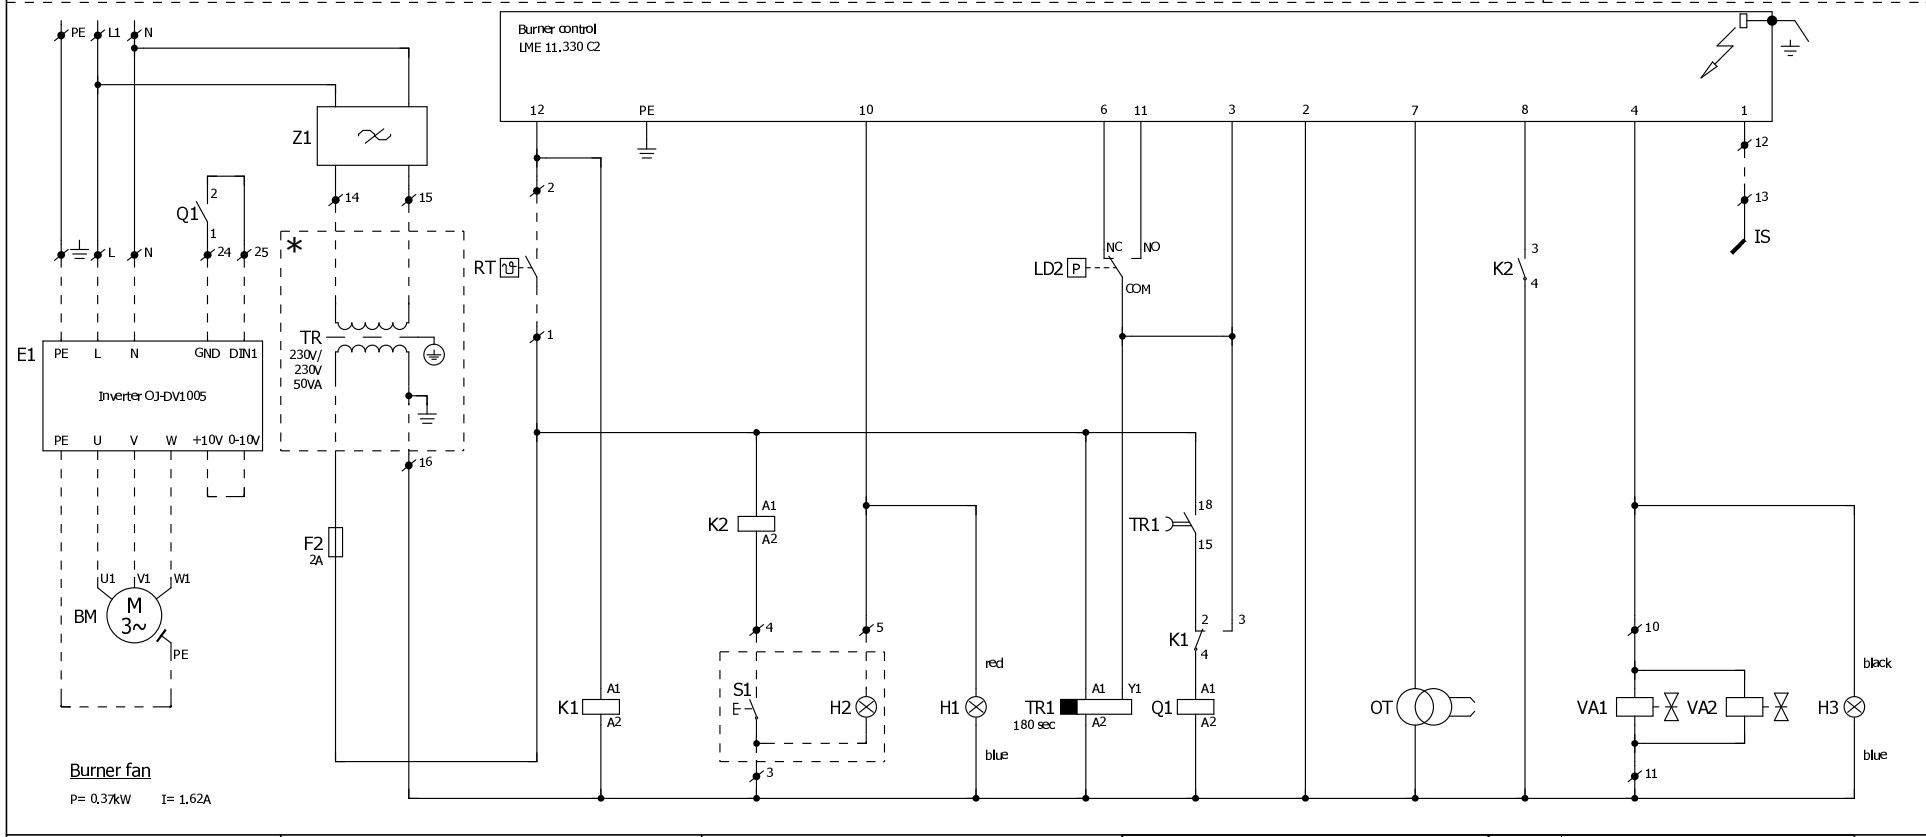 Burner control
LME 11.330 C2
PE L1 N
12 PE 10 6 11 3 2 7 8 4 1
Z1
12
2
14 15
2
13
Q1
1
*
IS
L N 24 25
NC NO
3
RT
LD2 P
K2
4
COM
TR
1
230V/
230V
50VA
E1 PE L N GND DIN1
Inverter OJ-DV1005
PE U V W +10V 0-10V
16
A1
K2
A2
18
TR1
15
F2
2A
U1 V1 W1
BM
M
3~
PE
4 5
2 3
K1
4
10
red
black
S1
E
H2
H1
K1 A1
A2
TR1
180 sec
A1 Y1
A2
Q1 A1
A2
OT
VA1 VA2 H3
blue
blue
3
11
Burner fan
P= 0.37kW I= 1.62A